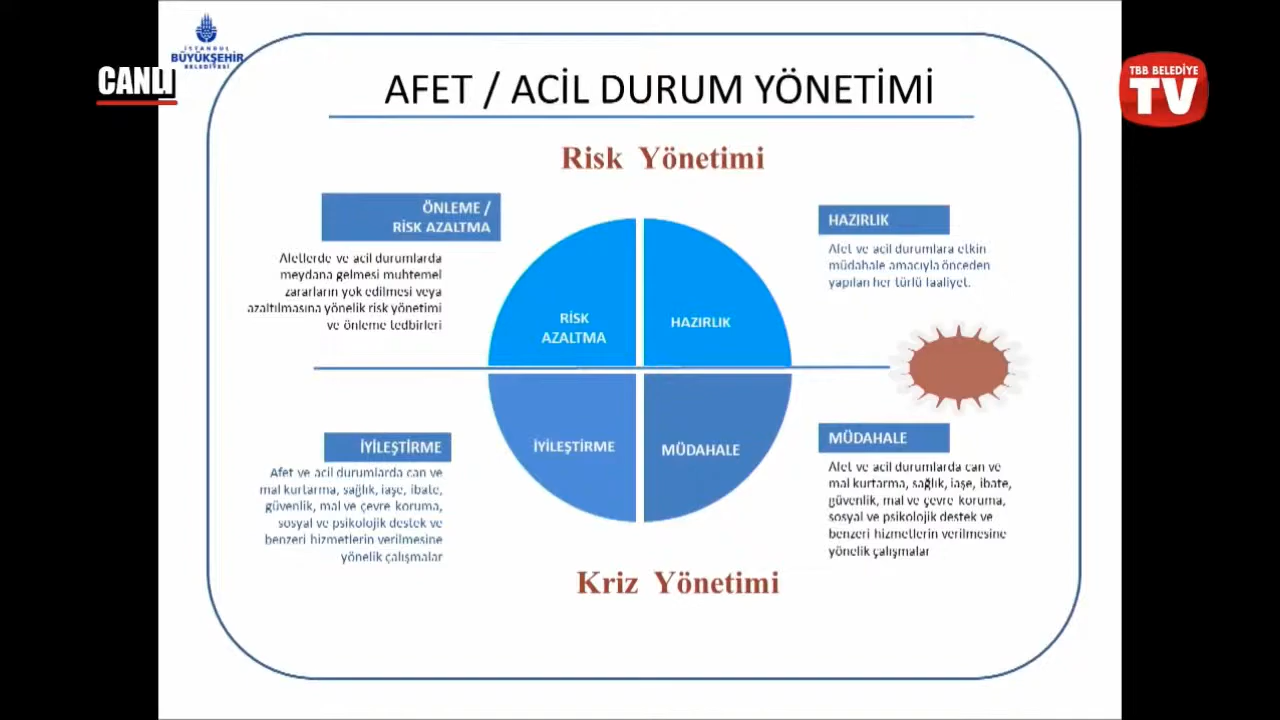 İSTANBUL
BÜYÜKŞEHİR
BELEDİYESİ
CANLI
TBB BELEDİYE
TV
AFET / ACİL DURUM YÖNETİMİ
Risk Yönetimi
ÖNLEME /
RİSK AZALTMA
Afetlerde ve acil durumlarda
meydana gelmesi muhtemel
zararların yok edilmesi veya
azaltılmasına yönelik risk yönetimi
ve önleme tedbirleri
HAZIRLIK
Afet ve acil durumlara etkin
müdahale amacıyla önceden
yapılan her türlü faaliyet.
RİSK
AZALTMA
HAZIRLIK
İYİLEŞTİRME
MÜDAHALE
İYİLEŞTİRME
Afet ve acil durumlarda can ve
mal kurtarma, sağlık, iaşe, ibate,
güvenlik, mal ve çevre koruma,
sosyal ve psikolojik destek ve
benzeri hizmetlerin verilmesine
yönelik çalışmalar
MÜDAHALE
Afet ve acil durumlarda can ve
mal kurtarma, sağlık, iaşe, ibate,
güvenlik, mal ve çevre koruma,
sosyal ve psikolojik destek ve
benzeri hizmetlerin verilmesine
yönelik çalışmalar
Kriz Yönetimi